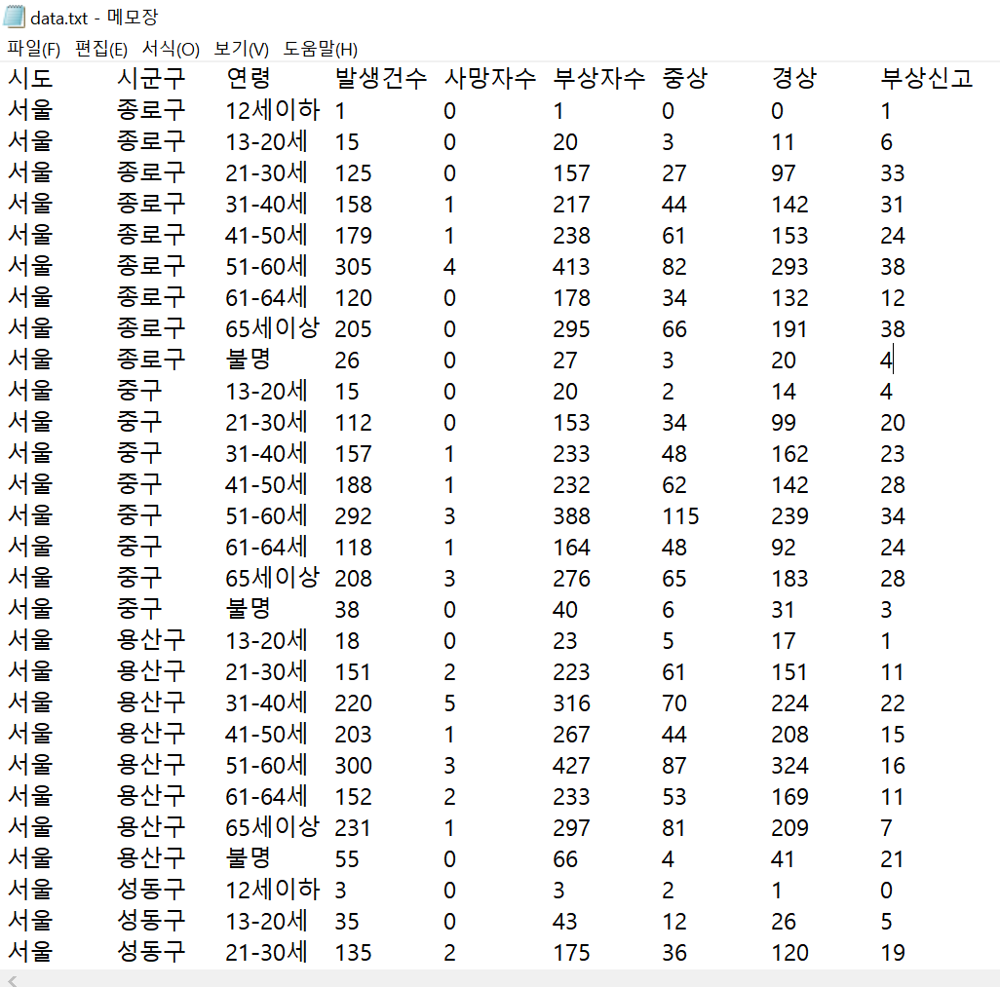 data.txt - 메모장
파일(F) 편집(E) 서식(O) 보기(V) 도움말(H)
시도 시군구 연령 발생건수 사망자수 부상자수 중상 경상 부상신고
서울 종로구 12세이하 1 0 1 0 0 1
서울 종로구 13-20세 15 0 20 3 11 6
서울 종로구 21-30세 125 0 157 27 97 33
서울 종로구 31-40세 158 1 217 44 142 31
서울 종로구 41-50세 179 1 238 61 153 24
서울 종로구 51-60세 305 4 413 82 293 38
서울 종로구 61-64세 120 0 178 34 132 12
서울 종로구 65세이상 205 0 295 66 191 38
서울 종로구 불명 26 0 27 3 20 4
서울 중구 13-20세 15 0 20 2 14 4
서울 중구 21-30세 112 0 153 34 99 20
서울 중구 31-40세 157 1 233 48 162 23
서울 중구 41-50세 188 1 232 62 142 28
서울 중구 51-60세 292 3 388 115 239 34
서울 중구 61-64세 118 1 164 48 92 24
서울 중구 65세이상 208 3 276 65 183 28
서울 중구 불명 38 0 40 6 31 3
서울 용산구 13-20세 18 0 23 5 17 1
서울 용산구 21-30세 151 2 223 61 151 11
서울 용산구 31-40세 220 5 316 70 224 22
서울 용산구 41-50세 203 1 267 44 208 15
서울 용산구 51-60세 300 3 427 87 324 16
서울 용산구 61-64세 152 2 233 53 169 11
서울 용산구 65세이상 231 1 297 81 209 7
서울 용산구 불명 55 0 66 4 41 21
서울 성동구 12세이하 3 0 3 2 1 0
서울 성동구 13-20세 35 0 43 12 26 5
서울 성동구 21-30세 135 2 175 36 120 19